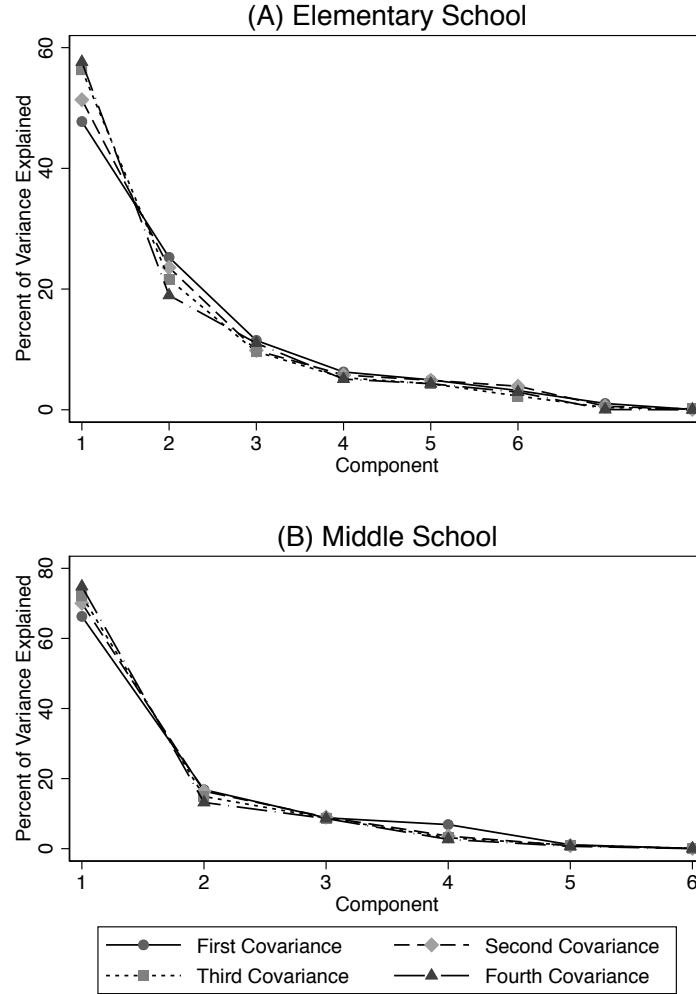 (A) Elementary School
Percent of Variance Explained
60
40
20
0
1 2 3 4 5 6
Component
(B) Middle School
Percent of Variance Explained
80
60
40
20
0
1 2 3 4 5 6
Component
First Covariance Second Covariance
Third Covariance Fourth Covariance